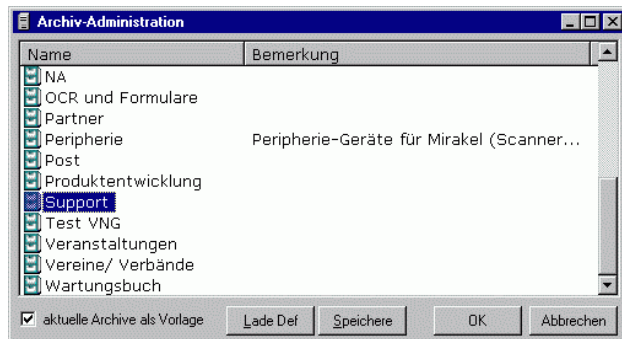 Archiv-Administration
Name Bemerkung
NA
OCR und Formulare
Partner
Peripherie Peripherie-Geräte für Mirakel (Scanner...
Post
Produktentwicklung
Support
Test VNG
Veranstaltungen
Vereine/ Verbände
Wartungsbuch
aktuelle Archive als Vorlage Lade Def Speichere OK Abbrechen